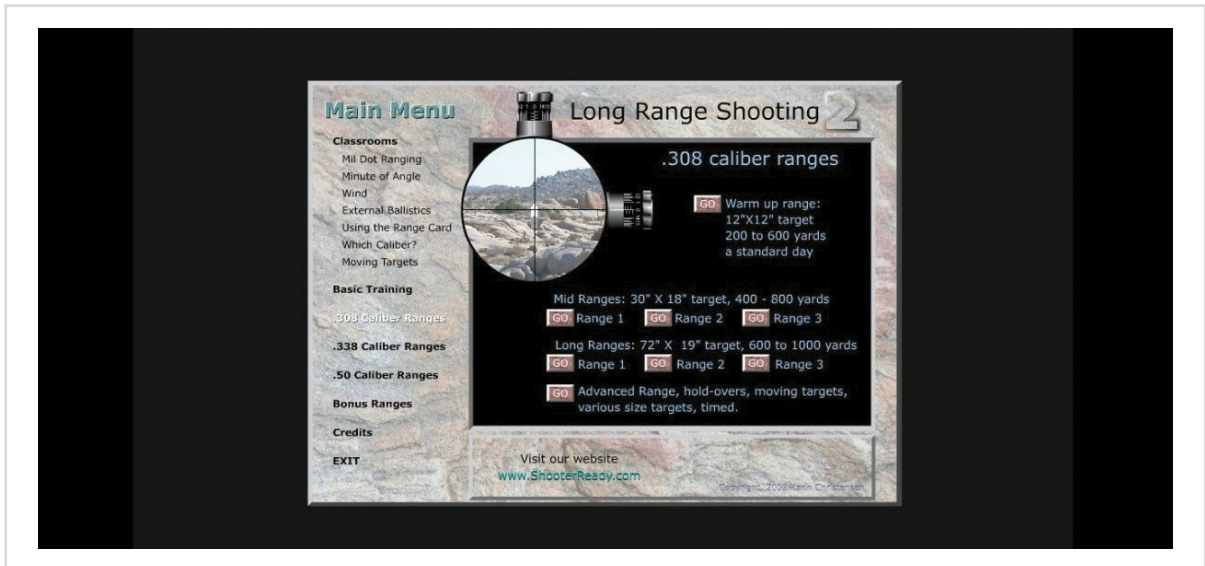 Main Menu
Long Range Shooting 2
Classrooms
Mil Dot Ranging
Minute of Angle
Wind
External Ballistics
Using the Range Card
Which Caliber?
Moving Targets
Basic Training
.308 Caliber Ranges
.338 Caliber Ranges
.50 Caliber Ranges
Bonus Ranges
Credits
EXIT
.308 caliber ranges
GO Warm up range:
12"X12" target
200 to 600 yards
a standard day
Mid Ranges: 30" X 18" target, 400 - 800 yards
GO Range 1 GO Range 2 GO Range 3
Long Ranges: 72" X 19" target, 600 to 1000 yards
GO Range 1 GO Range 2 GO Range 3
GO Advanced Range, hold-overs, moving targets,
various size targets, timed.
Visit our website
www.ShooterReady.com
Copyright,